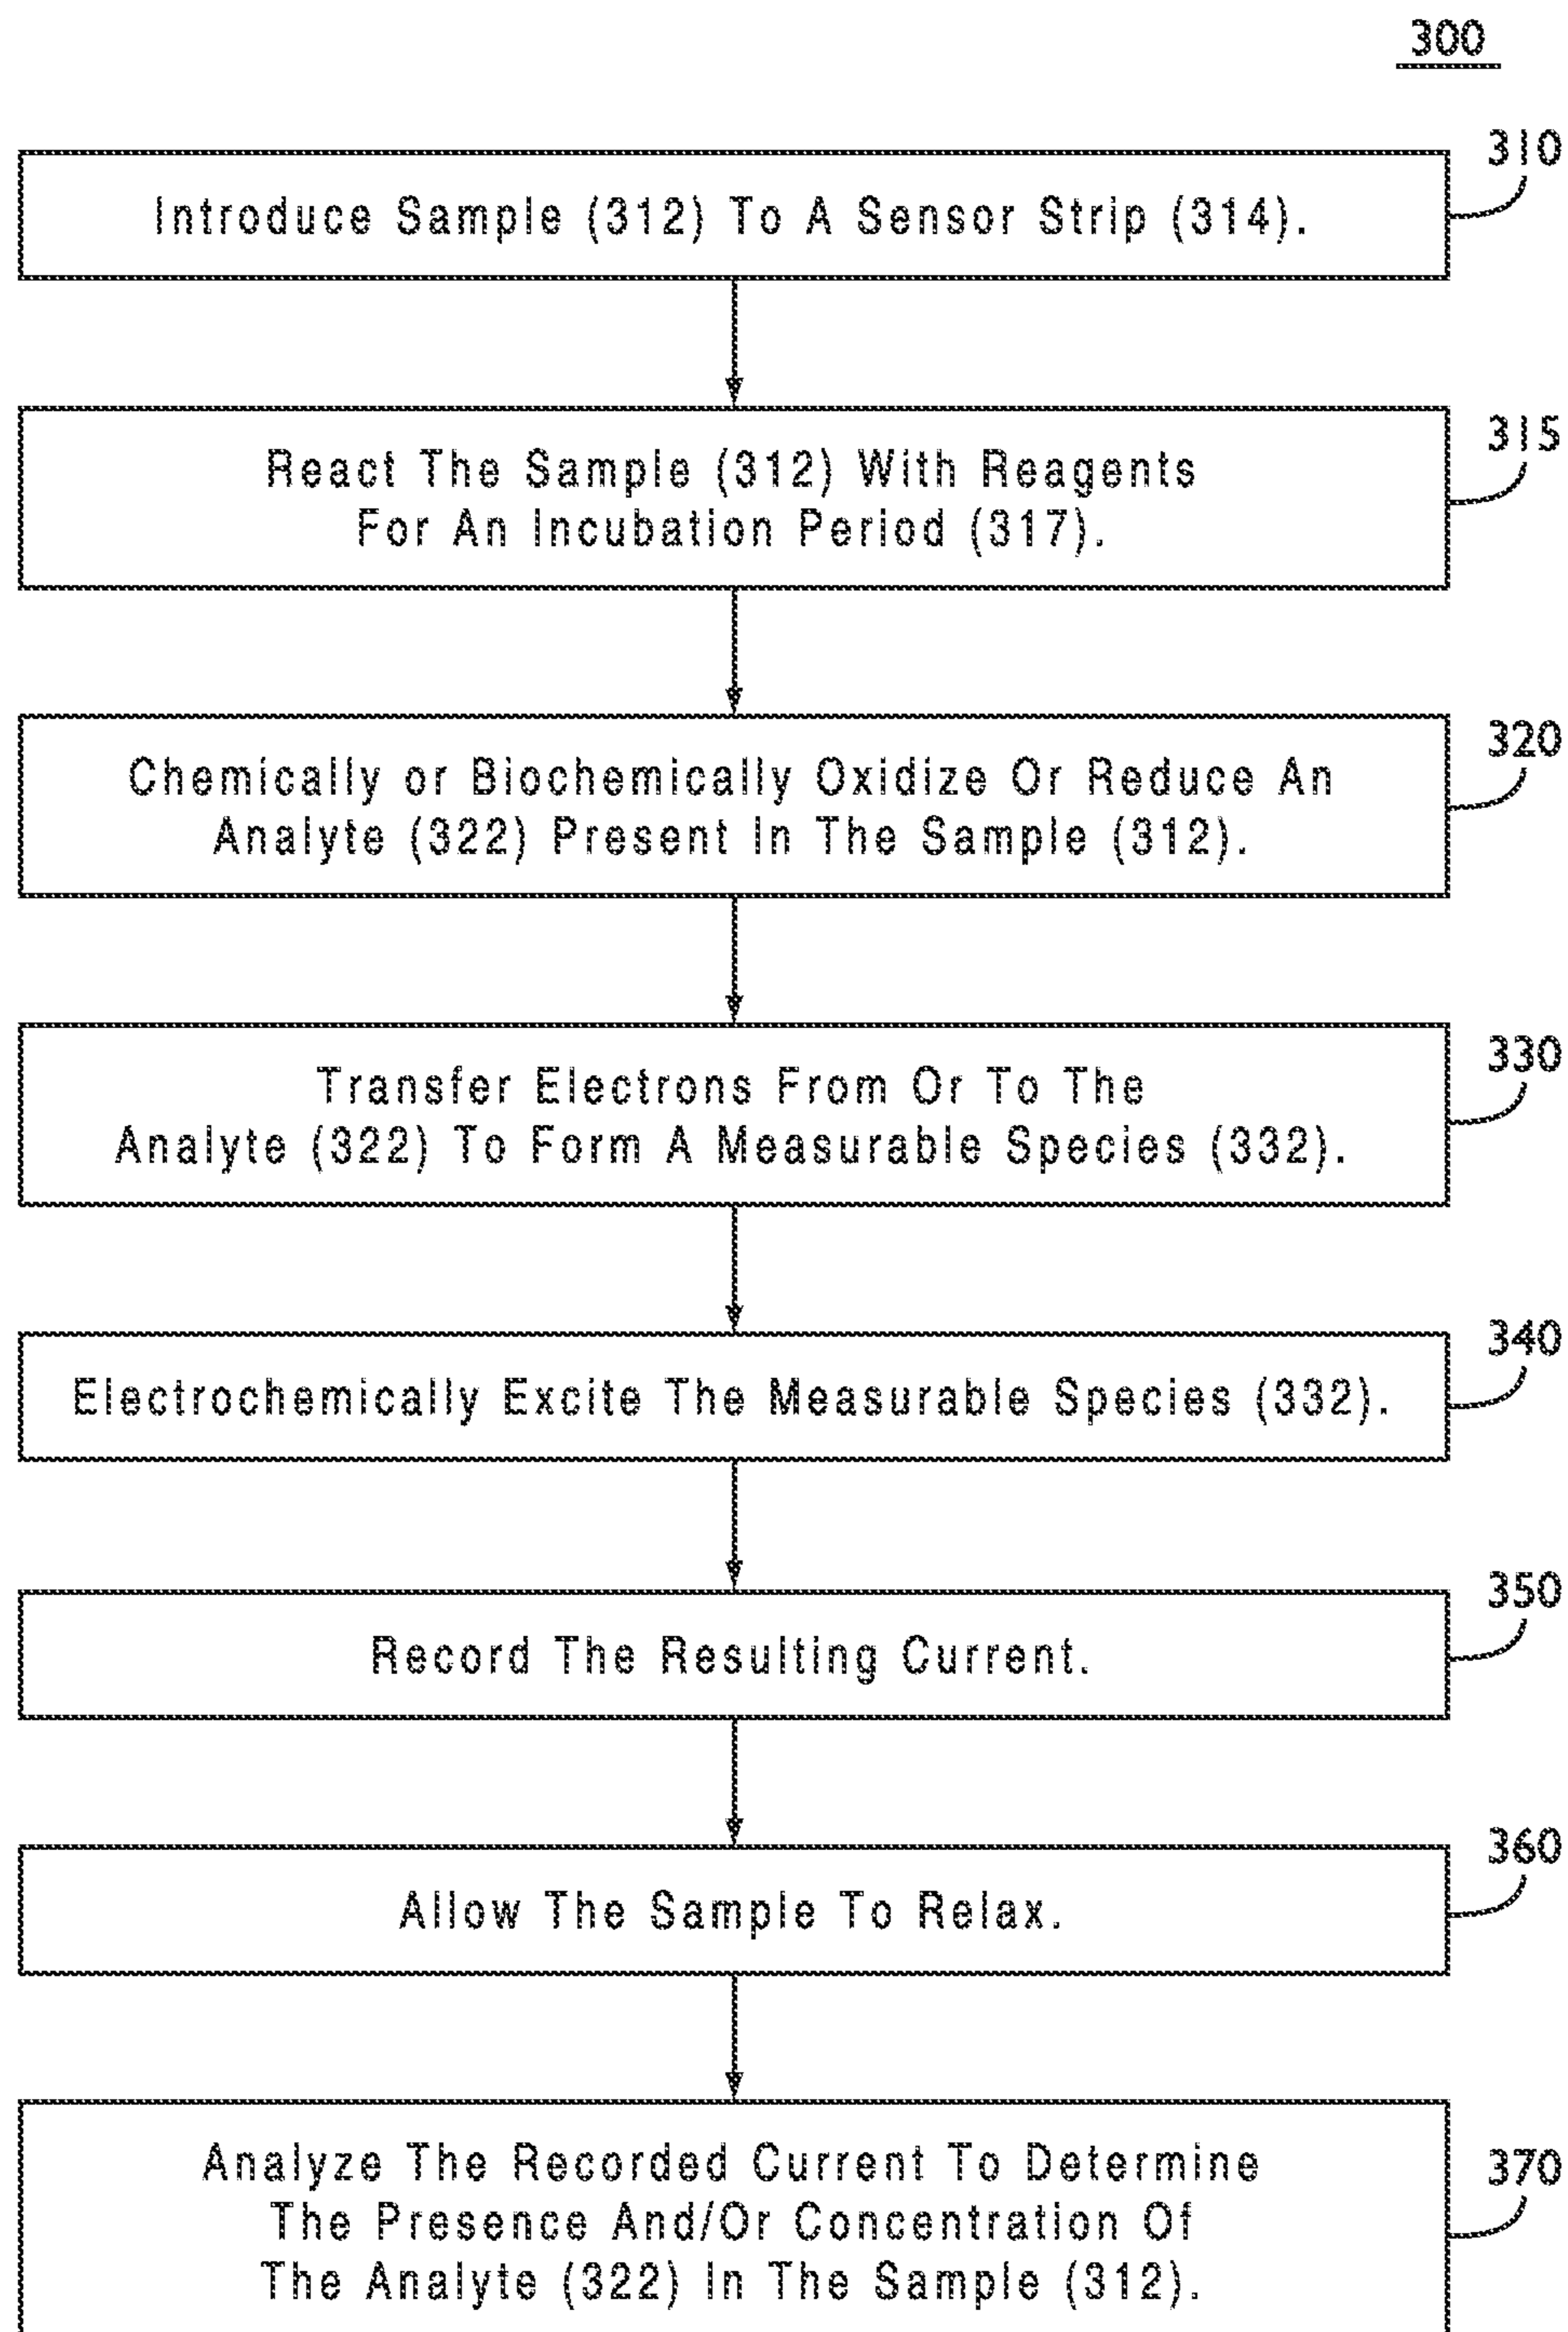 300
310
Introduce Sample (312) To A Sensor Strip (314).
315
React The Sample (312) With Reagents
For An Incubation Period (317).
320
Chemically or Biochemically Oxidize Or Reduce An
Analyte (322) Present In The Sample (312).
330
Transfer Electrons From Or To The
Analyte (322) To Form A Measurable Species (332).
340
Electrochemically Excite The Measurable Species (332).
350
Record The Resulting Current.
360
Allow The Sample To Relax.
370
Analyze The Recorded Current To Determine
The Presence And/Or Concentration Of
The Analyte (322) In The Sample (312).